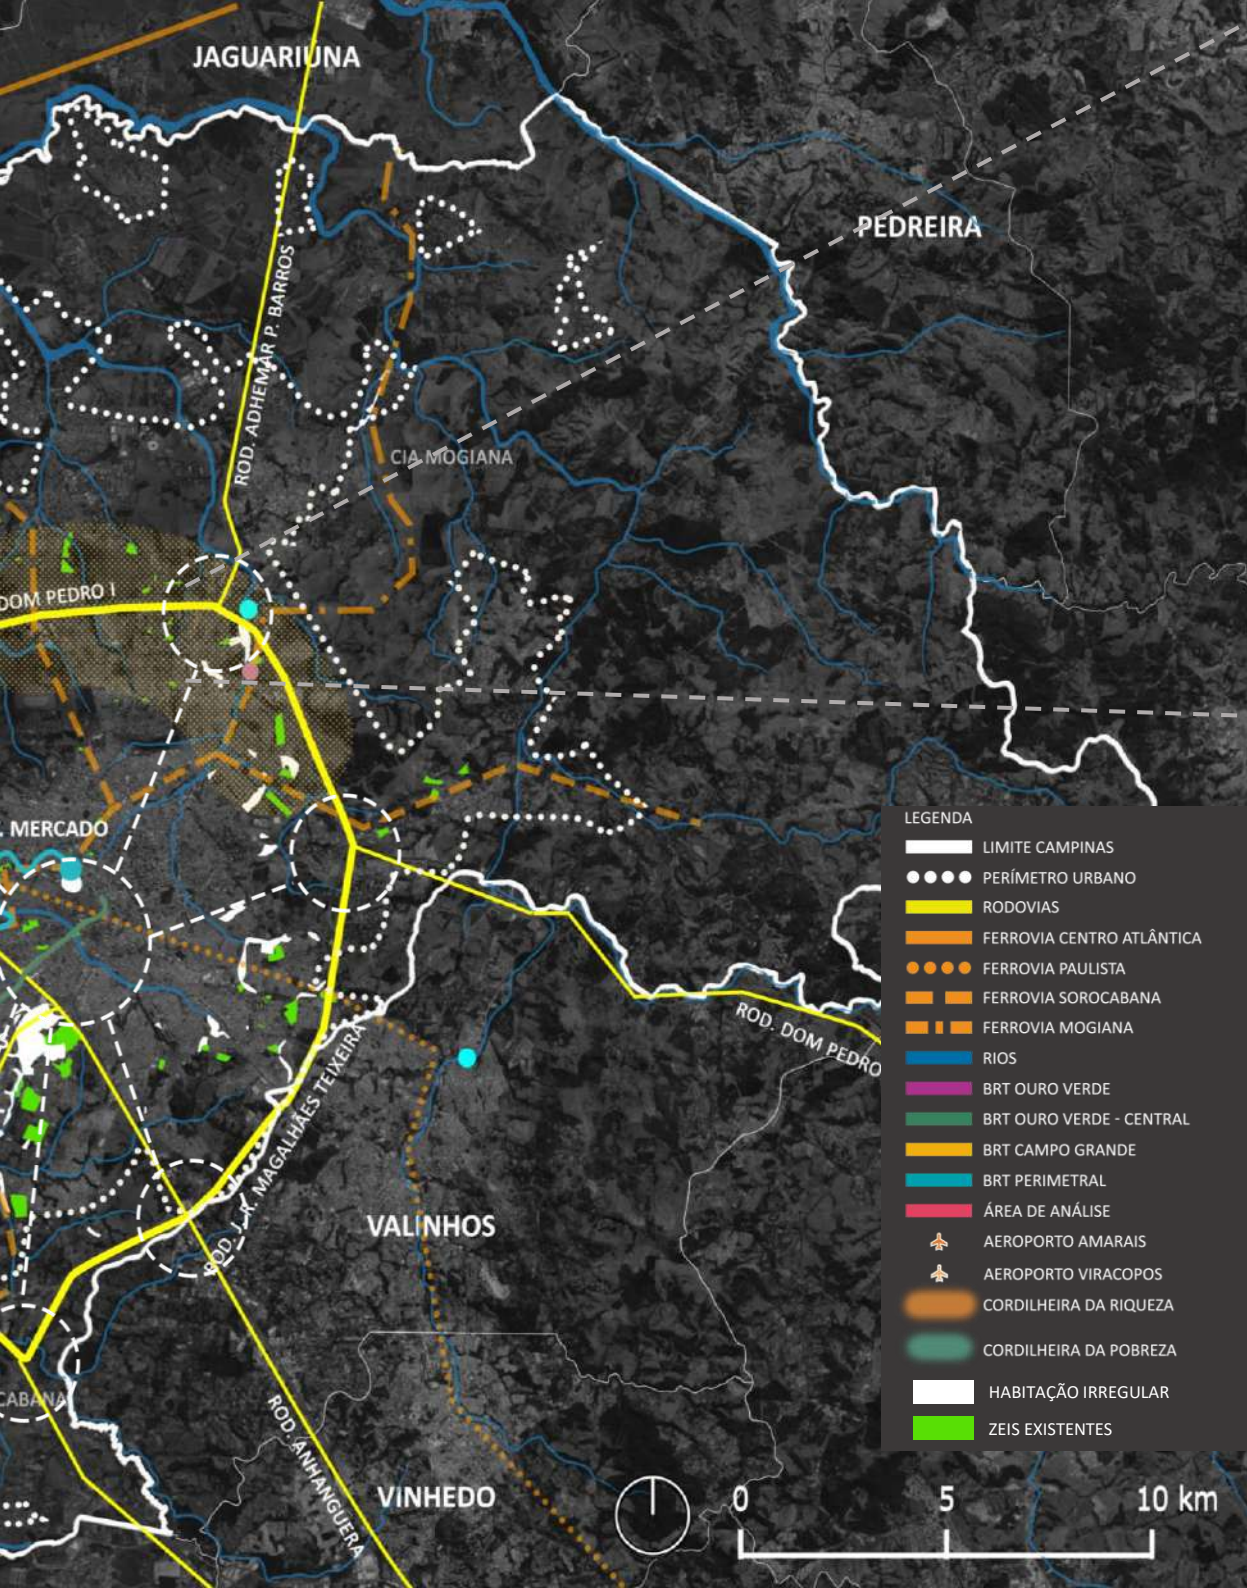 JAGUARIÚNA
PEDREIRA
ROD. ADHEMAR P. BARROS
CIA MOGIANA
DOM PEDRO I
. MERCADO
LEGENDA
LIMITE CAMPINAS
PERÍMETRO URBANO
RODOVIAS
FERROVIA CENTRO ATLÂNTICA
FERROVIA PAULISTA
FERROVIA SOROCABANA
FERROVIA MOGIANA
RIOS
BRT OURO VERDE
BRT OURO VERDE - CENTRAL
BRT CAMPO GRANDE
BRT PERIMETRAL
ÁREA DE ANÁLISE
AEROPORTO AMARAIS
AEROPORTO VIRACOPOS
CORDILHEIRA DA RIQUEZA
CORDILHEIRA DA POBREZA
HABITAÇÃO IRREGULAR
ZEIS EXISTENTES
ROD. DOM PEDRO
ROD. J. R. MAGALHÃES TEIXEIRA
VALINHOS
CABANA
ROD. ANHANGUERA
VINHEDO
0 5 10 km